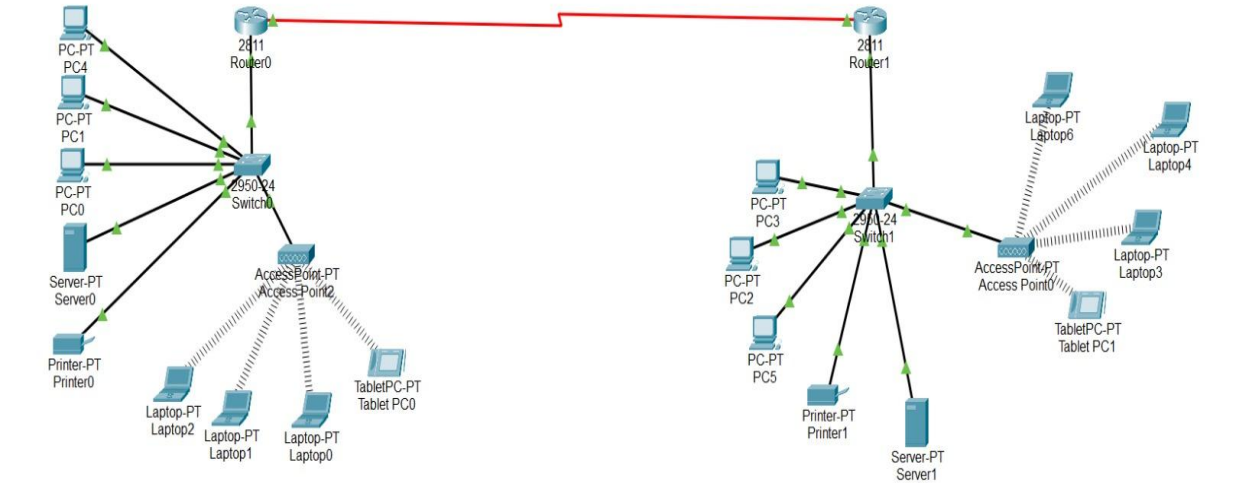 PC-PT
PC4
PC-PT
PC1
PC-PT
PC0
Server-PT
Server0
Printer-PT
Printer0
2811
Router0
2950-24
Switch0
AccessPoint-PT
Access Point2
Laptop-PT
Laptop2
Laptop-PT
Laptop1
Laptop-PT
Laptop0
TabletPC-PT
Tablet PC0
2811
Router1
PC-PT
PC3
PC-PT
PC2
PC-PT
PC5
2950-24
Switch1
Printer-PT
Printer1
Server-PT
Server1
AccessPoint-PT
Access Point0
Laptop-PT
Laptop6
Laptop-PT
Laptop4
Laptop-PT
Laptop3
TabletPC-PT
Tablet PC1